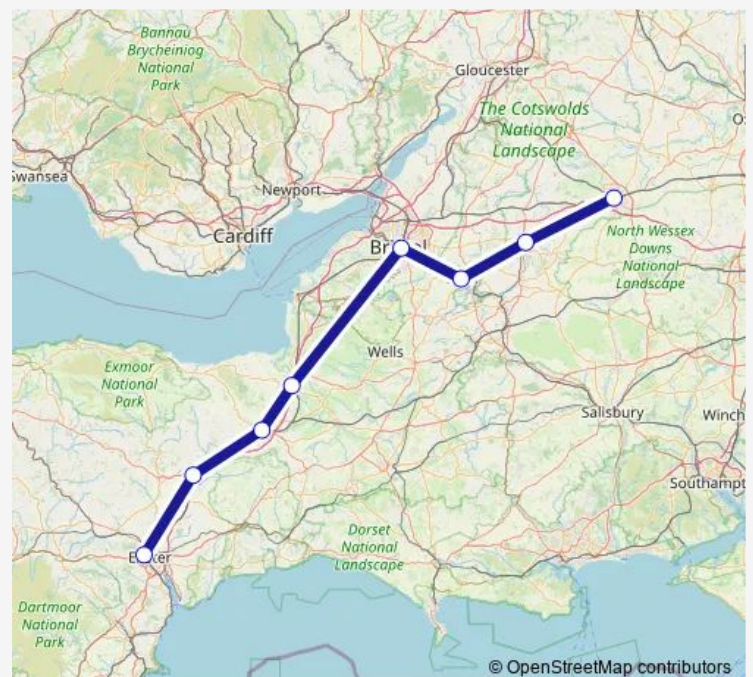 Bannau
Brycheiniog
National
Park
Gloucester
The Cotswolds
National
Landscape
Swansea
Newport
Cardiff
North Wessex
Downs
National
Landscape
Wells
Exmoor
National
Park
Salisbury
Winch
Southampt
Dorset
National
Landscape
Dartmoor
National
Park
© OpenStreetMap contributors